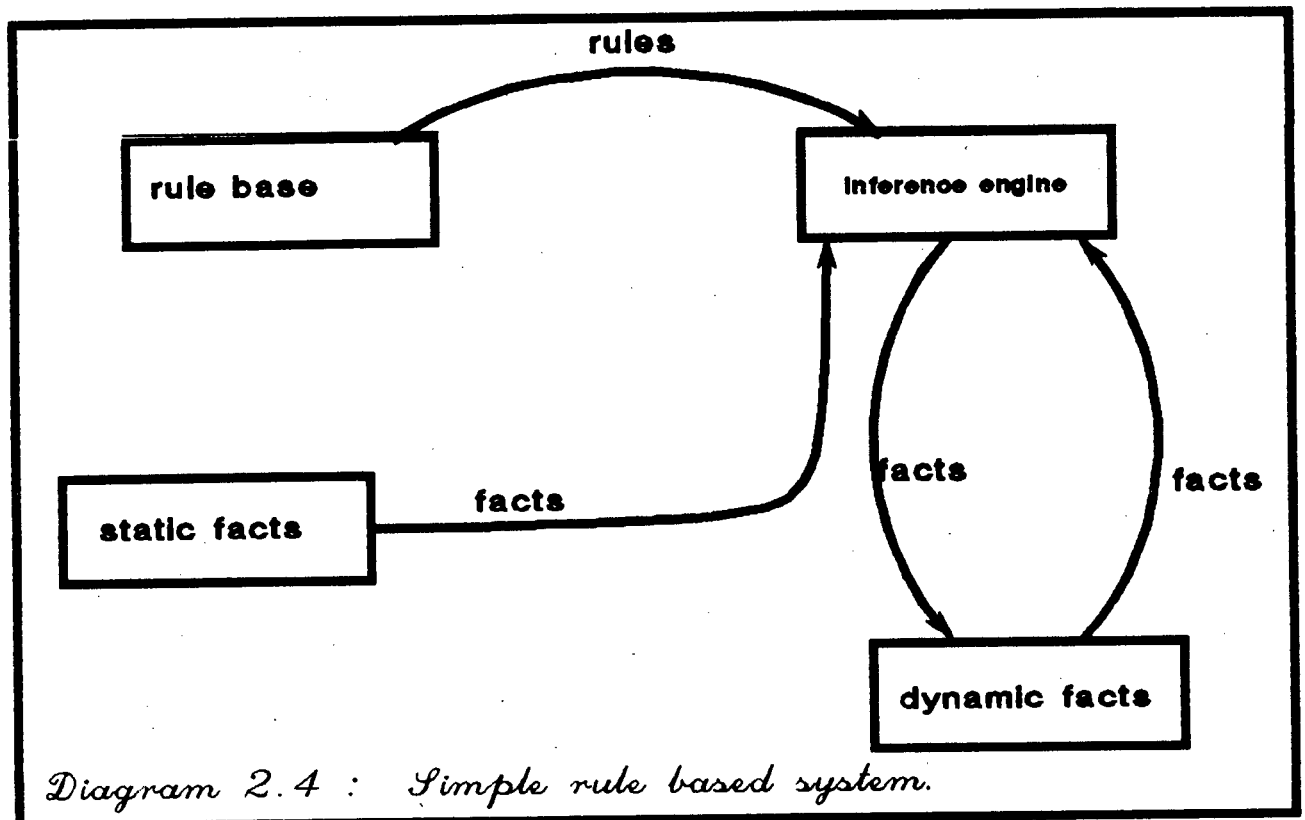 rules
rule base
inference engine
facts
static facts
facts
facts
dynamic facts
Diagram 2.4 : Simple rule based system.